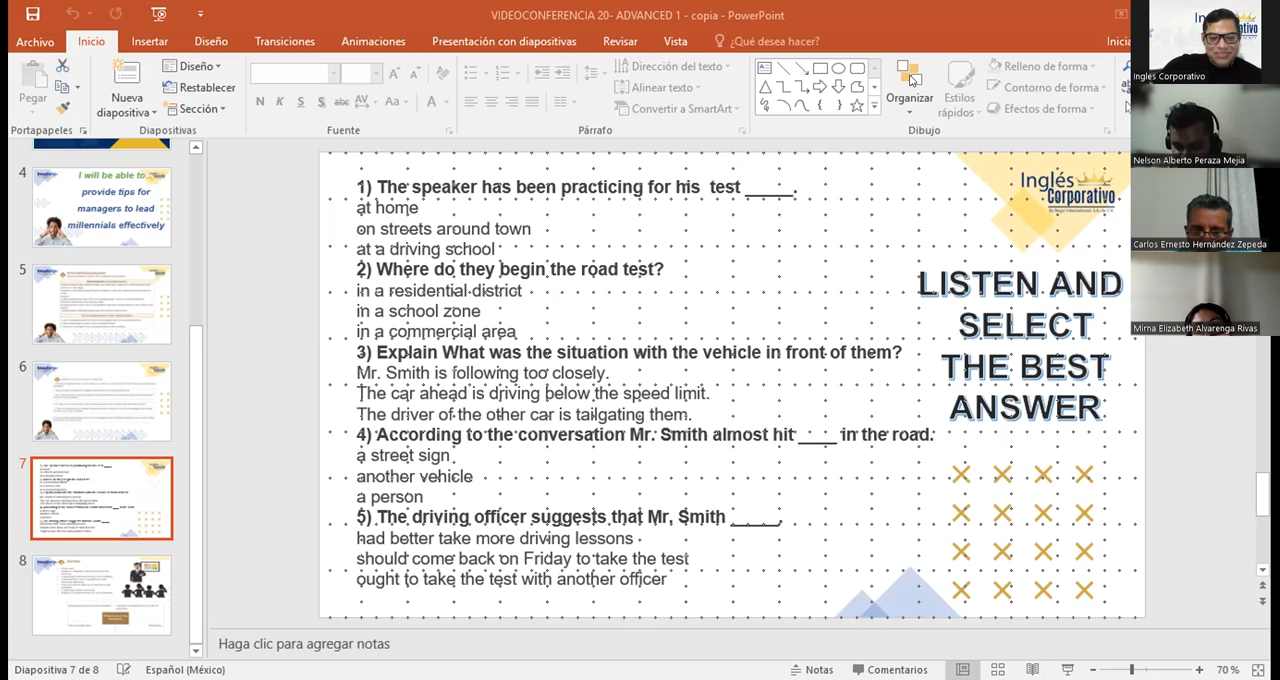 VIDEOCONFERENCIA 20- ADVANCED 1 - copia - PowerPoint
Archivo Inicio Insertar Diseño Transiciones Animaciones Presentación con diapositivas Revisar Vista ¿Qué desea hacer?
Pegar
Nueva diapositiva
Diseño
Restablecer
Sección
N K S S abc AV Aa A
Dirección del texto
Alinear texto
Convertir a SmartArt
Organizar
Estilos rápidos
Relleno de forma
Contorno de forma
Efectos de forma
Portapapeles Diapositivas Fuente Párrafo Dibujo
Inglés Corporativo
Nelson Alberto Peraza Mejia
Carlos Ernesto Hernández Zepeda
Mirna Elizabeth Alvarenga Rivas
4
I will be able to
provide tips for
managers to lead
millennials effectively
5
6
7
8
1) The speaker has been practicing for his test _____.
at home
on streets around town
at a driving school
2) Where do they begin the road test?
in a residential district
in a school zone
in a commercial area
3) Explain What was the situation with the vehicle in front of them?
Mr. Smith is following too closely.
The car ahead is driving below the speed limit.
The driver of the other car is tailgating them.
4) According to the conversation Mr. Smith almost hit ____ in the road.
a street sign
another vehicle
a person
5) The driving officer suggests that Mr. Smith _____.
had better take more driving lessons
should come back on Friday to take the test
ought to take the test with another officer
Inglés
Corporativo
LISTEN AND
SELECT
THE BEST
ANSWER
Haga clic para agregar notas
Diapositiva 7 de 8 Español (México) Notas Comentarios 70 %